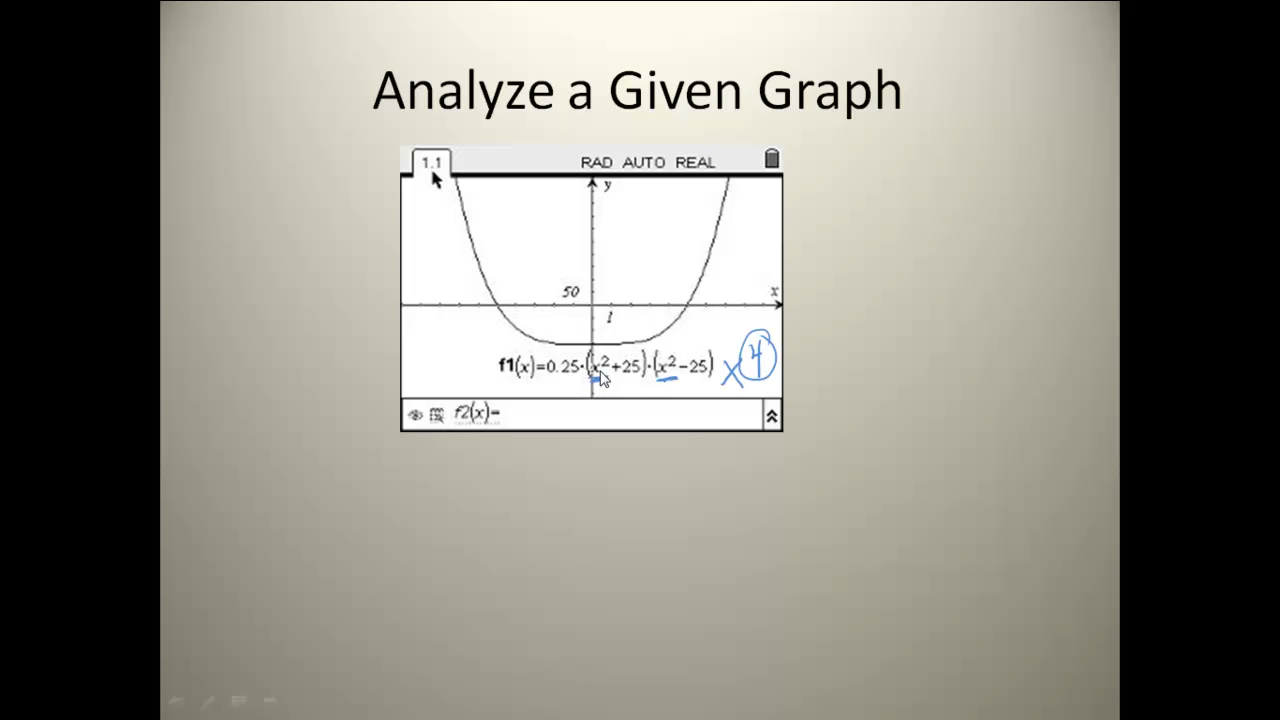 Analyze a Given Graph
1.1 RAD AUTO REAL
y
50 x
1
f1(x)=0.25·(x²+25)·(x²−25) x⁴
f2(x)=